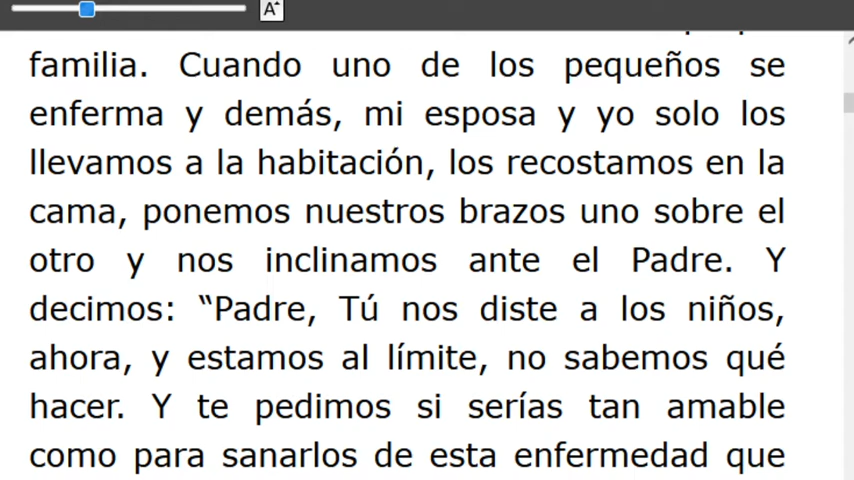 A
familia. Cuando uno de los pequeños se
enferma y demás, mi esposa y yo solo los
llevamos a la habitación, los recostamos en la
cama, ponemos nuestros brazos uno sobre el
otro y nos inclinamos ante el Padre. Y
decimos: “Padre, Tú nos diste a los niños,
ahora, y estamos al límite, no sabemos qué
hacer. Y te pedimos si serías tan amable
como para sanarlos de esta enfermedad que